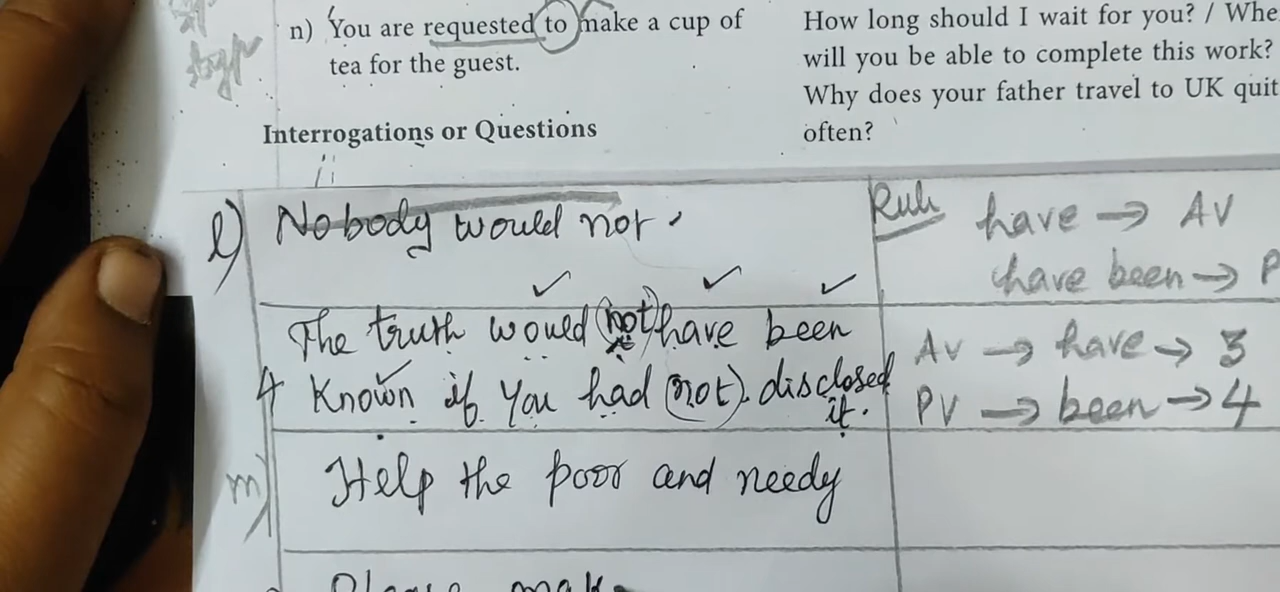 n) You are requested to make a cup of
tea for the guest.
Interrogations or Questions
How long should I wait for you? / Whe
will you be able to complete this work?
Why does your father travel to UK quit
often?
l) Nobody would not.
The truth would not have been
4 Known if you had not disclosed
it.
m) Help the poor and needy
Please make
Rule have → AV
have been → P
AV → have → 3
PV → been → 4